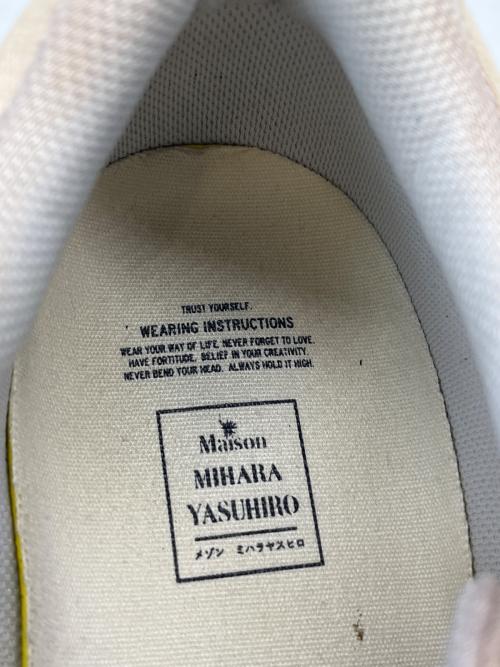 TRUST YOURSELF.
WEARING INSTRUCTIONS
WEAR YOUR WAY OF LIFE. NEVER FORGET TO LOVE.
HAVE FORTITUDE. BELIEF IN YOUR CREATIVITY.
NEVER BEND YOUR HEAD. ALWAYS HOLD IT HIGH.
Maison
MIHARA
YASUHIRO
メゾン ミハラヤスヒロ